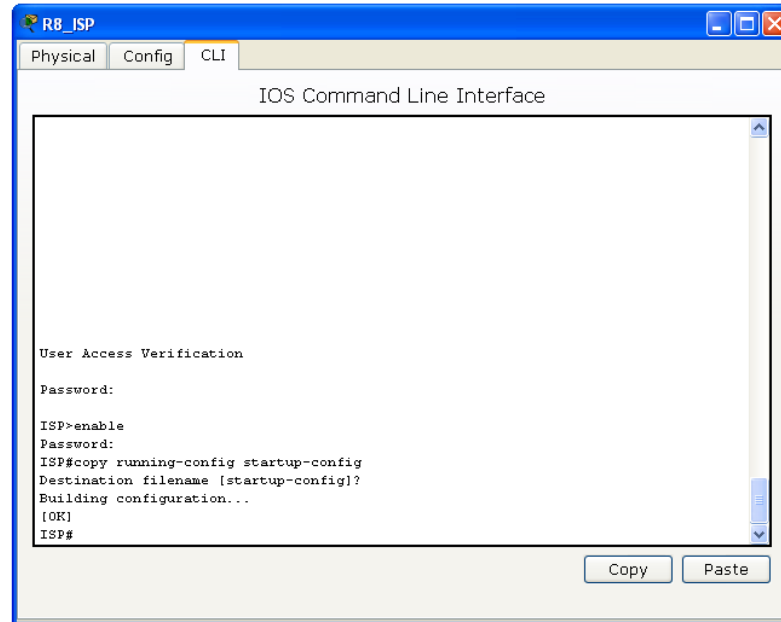 R8_ISP
Physical Config CLI
IOS Command Line Interface
User Access Verification
Password:
ISP>enable
Password:
ISP#copy running-config startup-config
Destination filename [startup-config]?
Building configuration...
[OK]
ISP#
Copy Paste